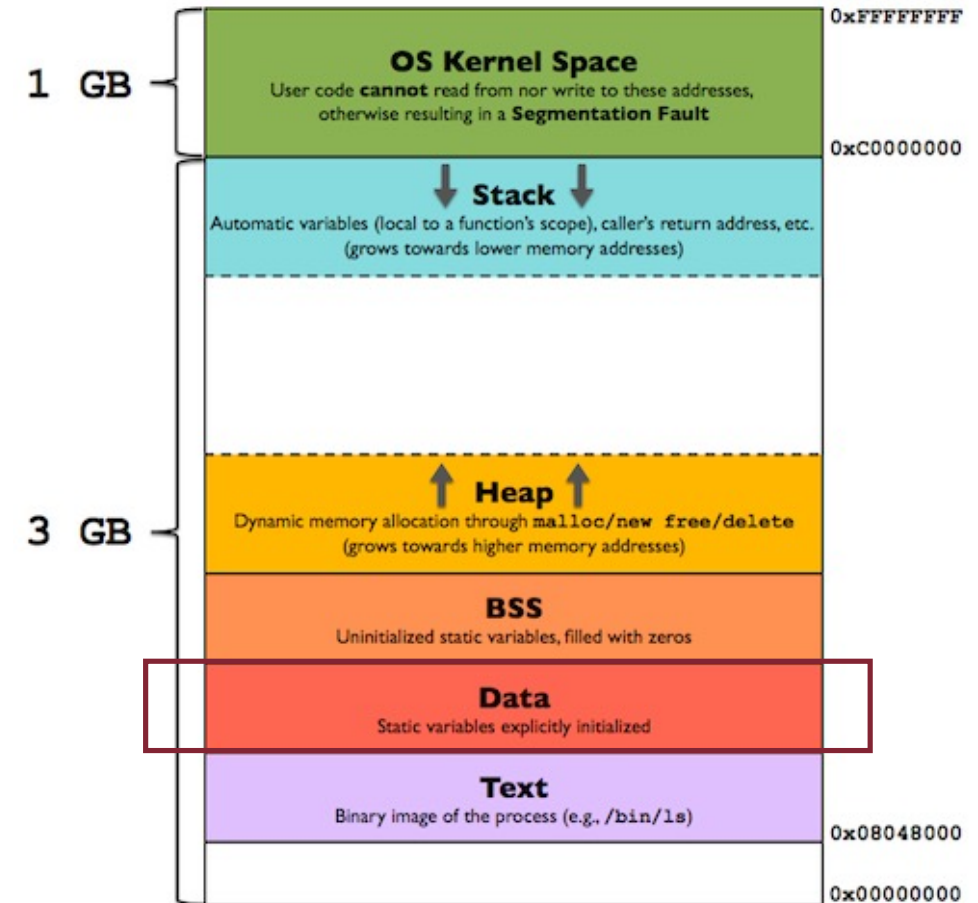 0xFFFFFFFF
1 GB
OS Kernel Space
User code cannot read from nor write to these addresses,
otherwise resulting in a Segmentation Fault
0xC0000000
Stack
Automatic variables (local to a function's scope), caller's return address, etc.
(grows towards lower memory addresses)
Heap
Dynamic memory allocation through malloc/new free/delete
(grows towards higher memory addresses)
3 GB
BSS
Uninitialized static variables, filled with zeros
Data
Static variables explicitly initialized
Text
Binary image of the process (e.g., /bin/ls)
0x08048000
0x00000000